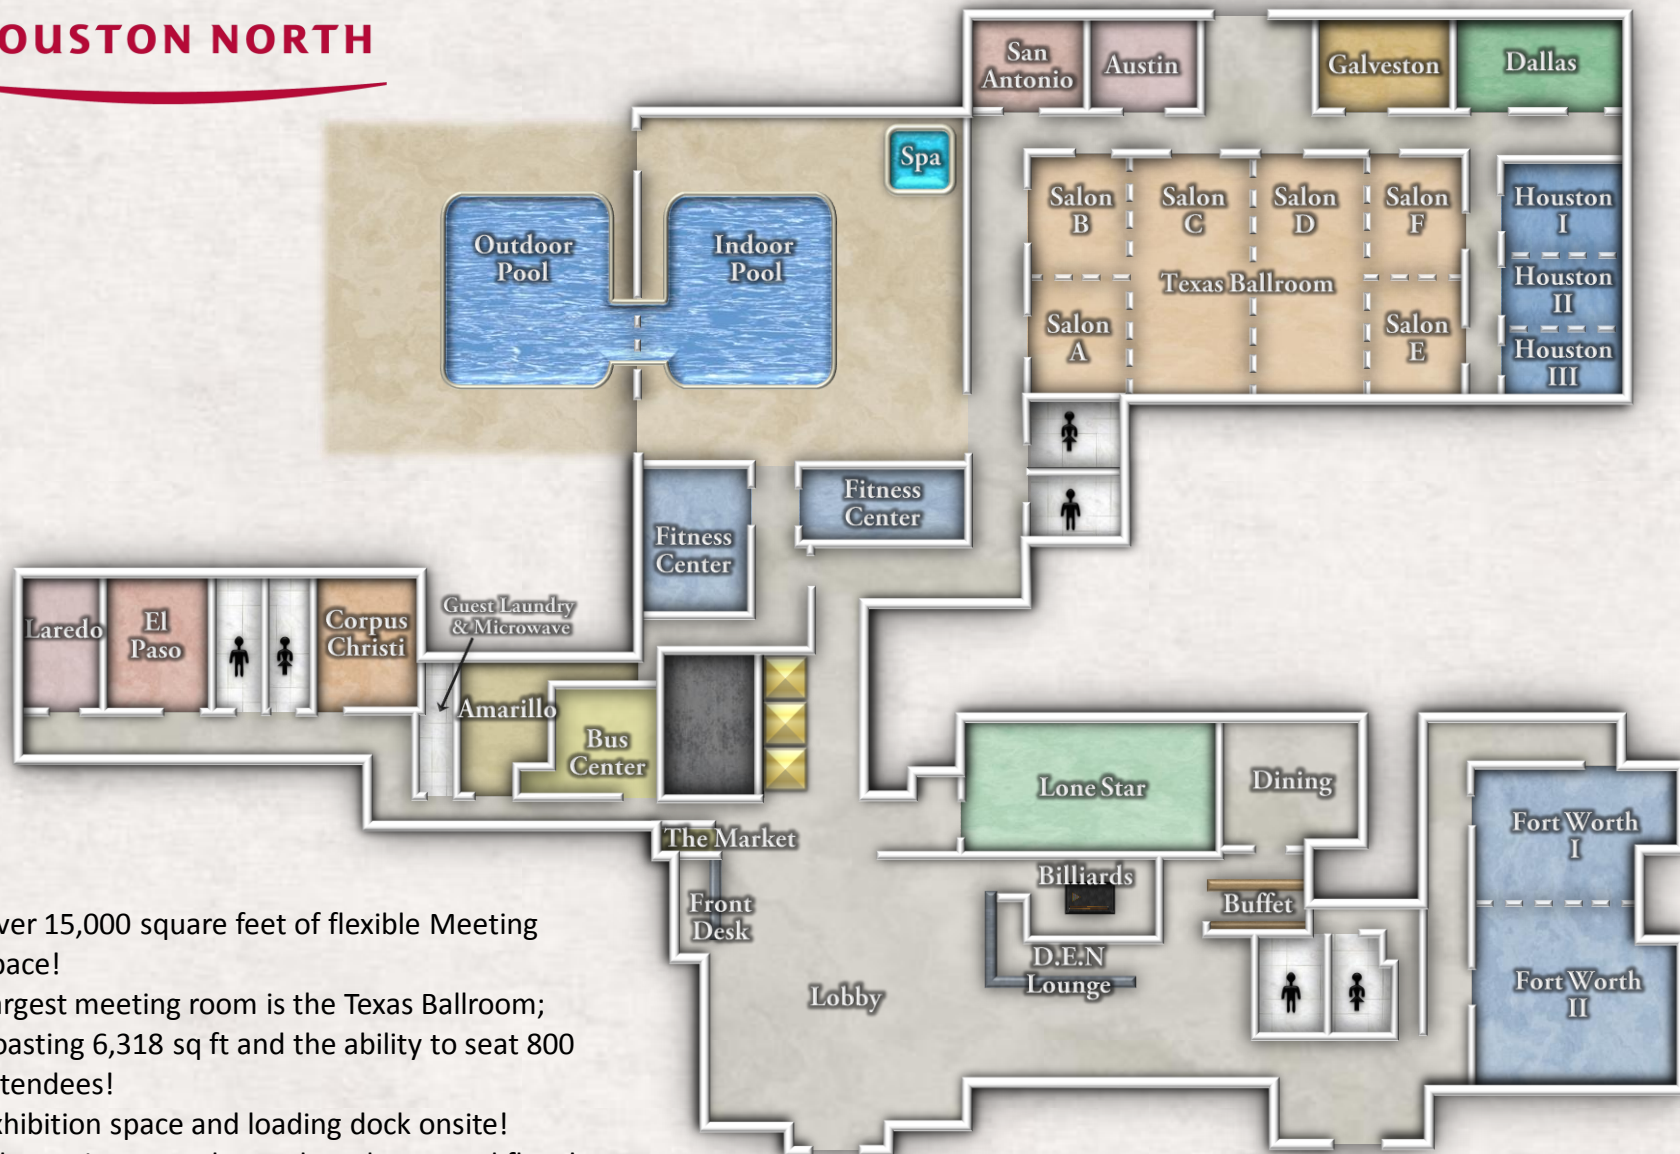 OUSTON NORTH
San
Antonio
Austin
Galveston
Dallas
Spa
Outdoor
Pool
Indoor
Pool
Salon
B
Salon
C
Salon
D
Salon
F
Texas Ballroom
Salon
A
Salon
E
Houston
I
Houston
II
Houston
III
Fitness
Center
Fitness
Center
Laredo
El
Paso
Corpus
Christi
Guest Laundry
& Microwave
Amarillo
Bus
Center
The Market
Front
Desk
Lobby
Lone Star
Dining
Billiards
Buffet
D.E.N
Lounge
Fort Worth
I
Fort Worth
II
ver 15,000 square feet of flexible Meeting
pace!
argest meeting room is the Texas Ballroom;
oasting 6,318 sq ft and the ability to seat 800
ttendees!
xhibition space and loading dock onsite!